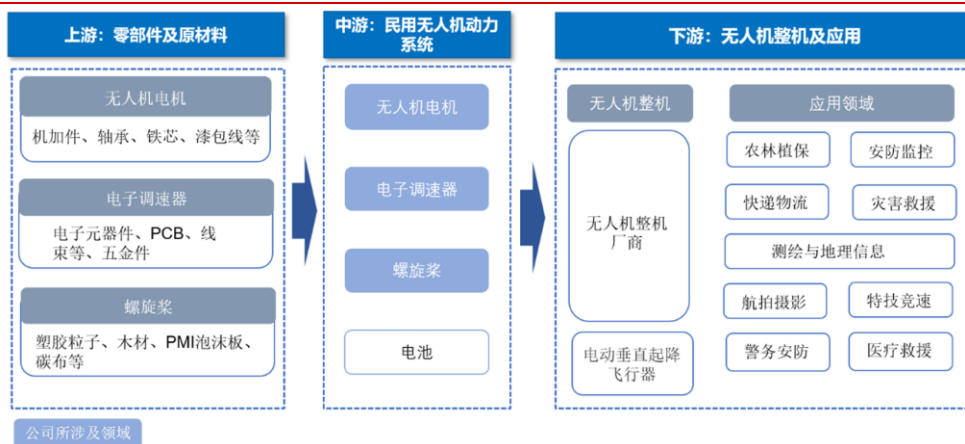 上游：零部件及原材料
无人机电机
机加件、轴承、铁芯、漆包线等
电子调速器
电子元器件、PCB、线
束等、五金件
螺旋桨
塑胶粒子、木材、PMI泡沫板、
碳布等
中游：民用无人机动力
系统
无人机电机
电子调速器
螺旋桨
电池
下游：无人机整机及应用
无人机整机
无人机整机
厂商
电动垂直起降
飞行器
应用领域
农林植保
安防监控
快递物流
灾害救援
测绘与地理信息
航拍摄影
特技竞速
警务安防
医疗救援
公司所涉及领域